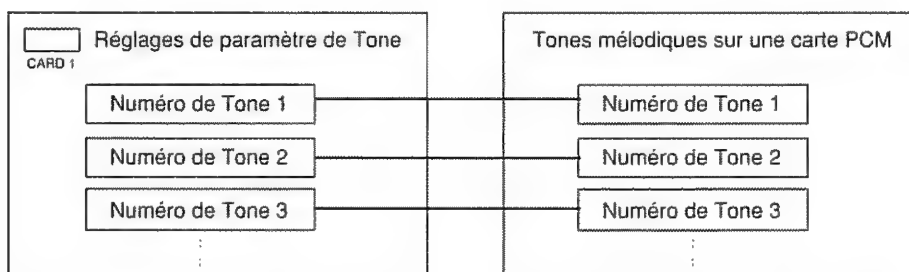 Réglages de paramètre de Tone
CARD 1
Numéro de Tone 1
Numéro de Tone 2
Numéro de Tone 3
Tones mélodiques sur une carte PCM
Numéro de Tone 1
Numéro de Tone 2
Numéro de Tone 3